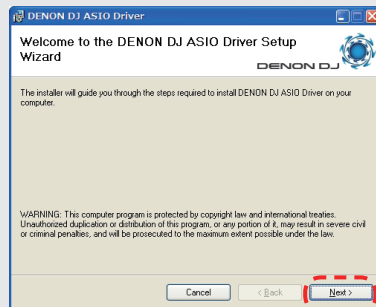 DENON DJ ASIO Driver
Welcome to the DENON DJ ASIO Driver Setup
Wizard
DENON DJ
The installer will guide you through the steps required to install DENON DJ ASIO Driver on your
computer.
WARNING: This computer program is protected by copyright law and international treaties.
Unauthorized duplication or distribution of this program, or any portion of it, may result in severe civil
or criminal penalties, and will be prosecuted to the maximum extent possible under the law.
Cancel
< Back
Next >